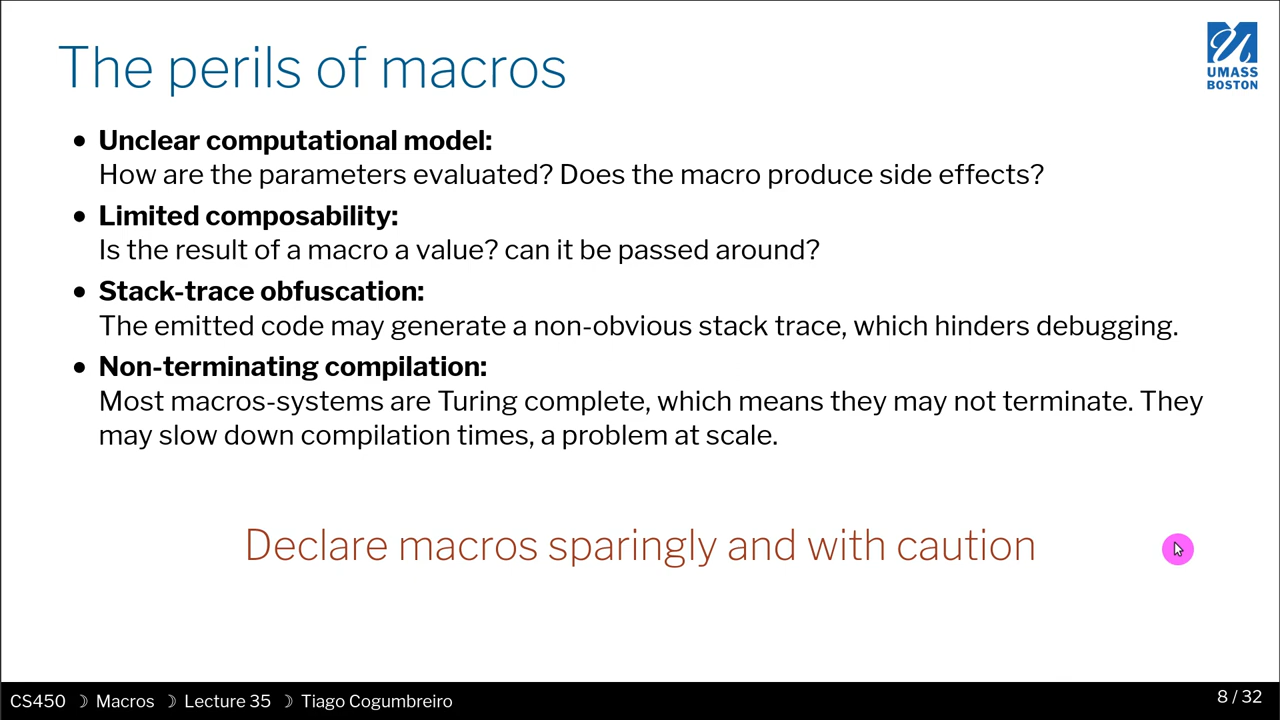 The perils of macros
UMASS
BOSTON
• Unclear computational model:
How are the parameters evaluated? Does the macro produce side effects?
• Limited composability:
Is the result of a macro a value? can it be passed around?
• Stack-trace obfuscation:
The emitted code may generate a non-obvious stack trace, which hinders debugging.
• Non-terminating compilation:
Most macros-systems are Turing complete, which means they may not terminate. They
may slow down compilation times, a problem at scale.
Declare macros sparingly and with caution
CS450 ☽ Macros ☽ Lecture 35 ☽ Tiago Cogumbreiro
8 / 32